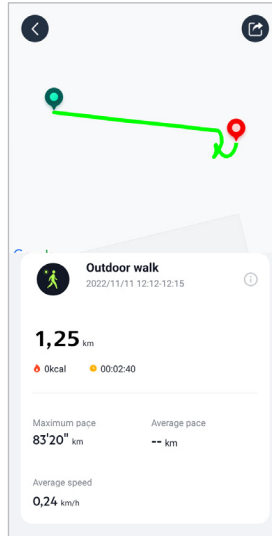 Outdoor walk
2022/11/11 12:12-12:15
1,25 km
0kcal 00:02:40
Maximum pace Average pace
83'20" km -- km
Average speed
0,24 km/h